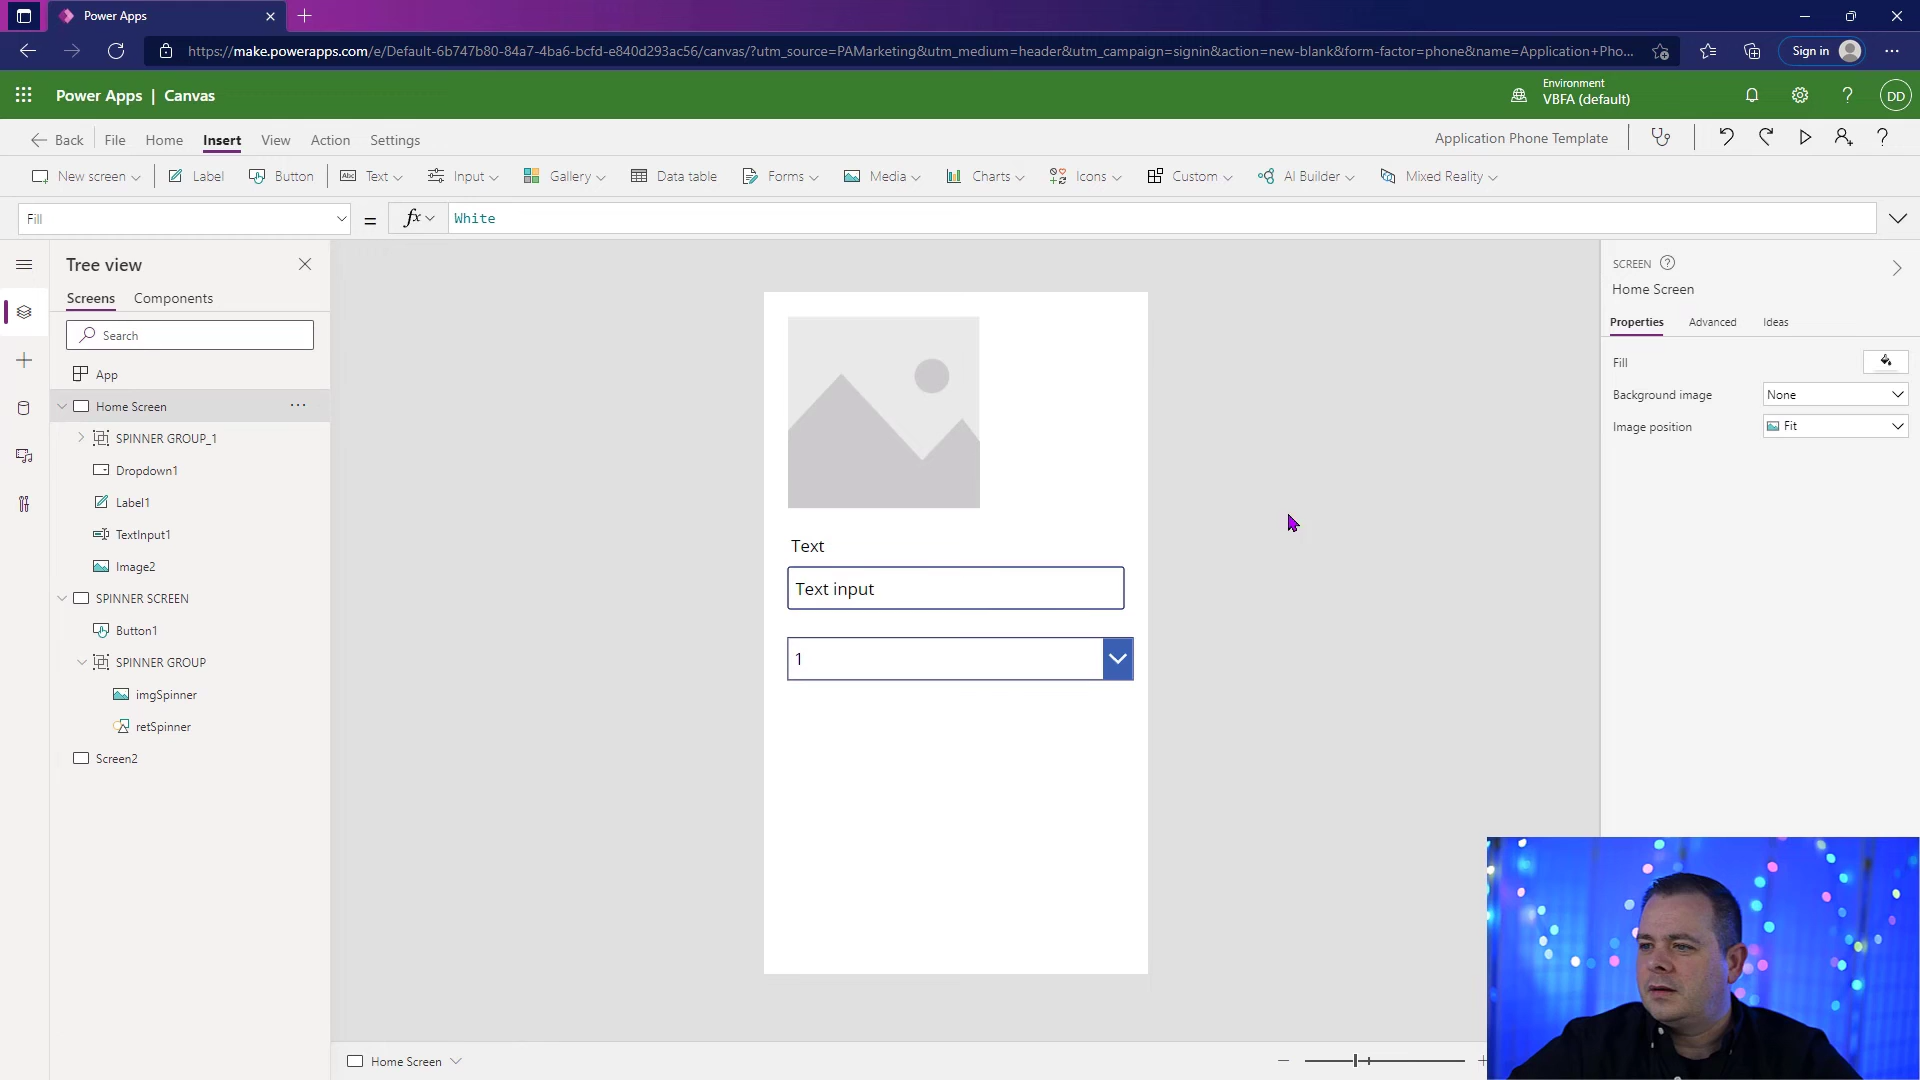 Power Apps
https://make.powerapps.com/e/Default-6b747b80-84a7-4ba6-bcfd-e840d293ac56/canvas/?utm_source=PAMarketing&utm_medium=header&utm_campaign=signin&action=new-blank&form-factor=phone&name=Application+Pho...
Sign in
Power Apps | Canvas
Environment
VBFA (default)
DD
Back File Home Insert View Action Settings
Application Phone Template
New screen Label Button Text Input Gallery Data table Forms Media Charts Icons Custom AI Builder Mixed Reality
Fill = fx White
Tree view
Screens Components
Search
App
Home Screen
SPINNER GROUP_1
Dropdown1
Label1
TextInput1
Image2
SPINNER SCREEN
Button1
SPINNER GROUP
imgSpinner
retSpinner
Screen2
Text
Text input
1
Home Screen
SCREEN
Home Screen
Properties Advanced Ideas
Fill
Background image None
Image position Fit